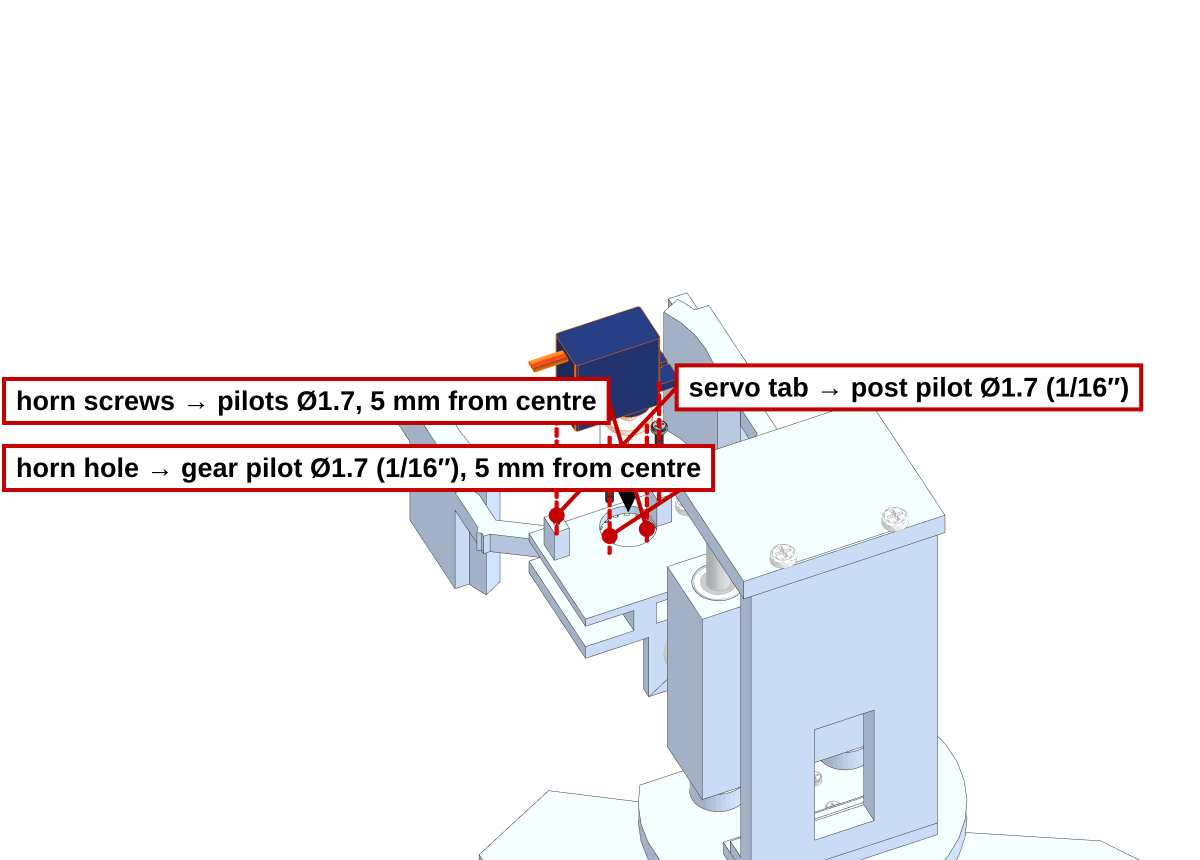 servo tab → post pilot Ø1.7 (1/16″)
horn screws → pilots Ø1.7, 5 mm from centre
horn hole → gear pilot Ø1.7 (1/16″), 5 mm from centre